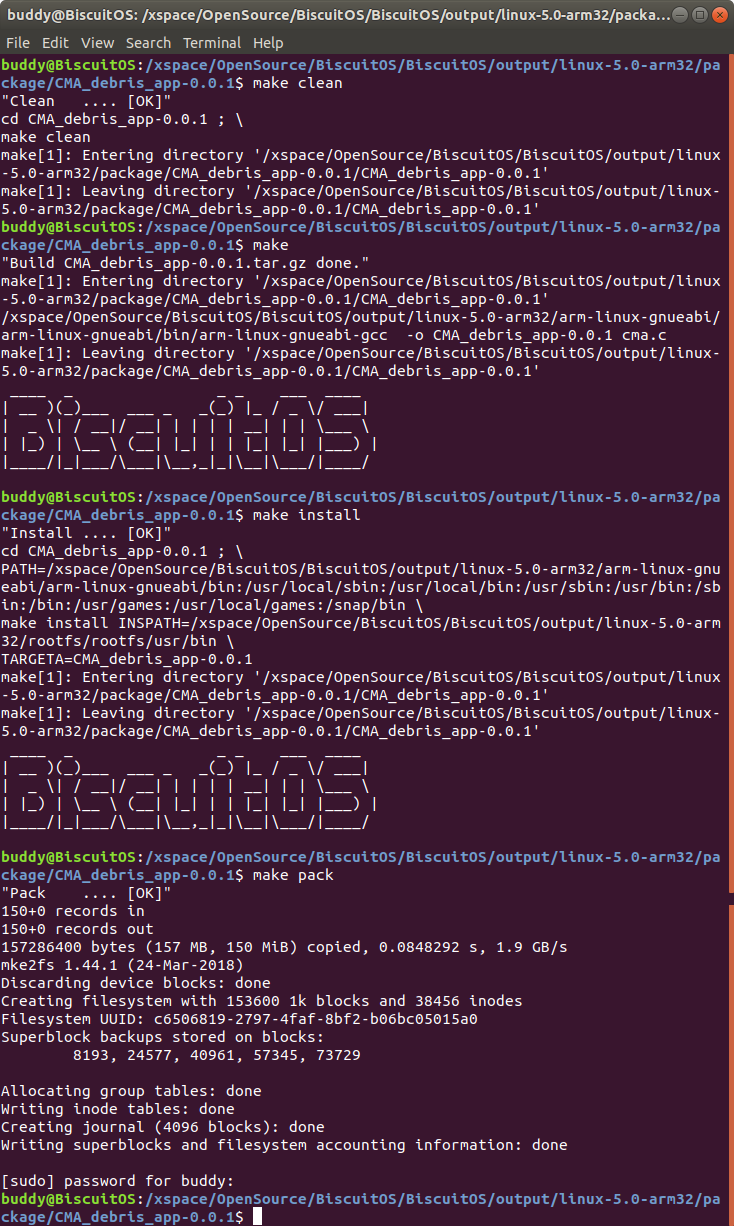 buddy@BiscuitOS: /xspace/OpenSource/BiscuitOS/BiscuitOS/output/linux-5.0-arm32/packa...
File Edit View Search Terminal Help
buddy@BiscuitOS:/xspace/OpenSource/BiscuitOS/BiscuitOS/output/linux-5.0-arm32/pa
ckage/CMA_debris_app-0.0.1$ make clean
"Clean   .... [OK]"
cd CMA_debris_app-0.0.1 ; \
make clean
make[1]: Entering directory '/xspace/OpenSource/BiscuitOS/BiscuitOS/output/linux
-5.0-arm32/package/CMA_debris_app-0.0.1/CMA_debris_app-0.0.1'
make[1]: Leaving directory '/xspace/OpenSource/BiscuitOS/BiscuitOS/output/linux-
5.0-arm32/package/CMA_debris_app-0.0.1/CMA_debris_app-0.0.1'
buddy@BiscuitOS:/xspace/OpenSource/BiscuitOS/BiscuitOS/output/linux-5.0-arm32/pa
ckage/CMA_debris_app-0.0.1$ make
"Build CMA_debris_app-0.0.1.tar.gz done."
make[1]: Entering directory '/xspace/OpenSource/BiscuitOS/BiscuitOS/output/linux
-5.0-arm32/package/CMA_debris_app-0.0.1/CMA_debris_app-0.0.1'
/xspace/OpenSource/BiscuitOS/BiscuitOS/output/linux-5.0-arm32/arm-linux-gnueabi/
arm-linux-gnueabi/bin/arm-linux-gnueabi-gcc  -o CMA_debris_app-0.0.1 cma.c
make[1]: Leaving directory '/xspace/OpenSource/BiscuitOS/BiscuitOS/output/linux-
5.0-arm32/package/CMA_debris_app-0.0.1/CMA_debris_app-0.0.1'
BiscuitOS
buddy@BiscuitOS:/xspace/OpenSource/BiscuitOS/BiscuitOS/output/linux-5.0-arm32/pa
ckage/CMA_debris_app-0.0.1$ make install
"Install .... [OK]"
cd CMA_debris_app-0.0.1 ; \
PATH=/xspace/OpenSource/BiscuitOS/BiscuitOS/output/linux-5.0-arm32/arm-linux-gnu
eabi/arm-linux-gnueabi/bin:/usr/local/sbin:/usr/local/bin:/usr/sbin:/usr/bin:/sb
in:/bin:/usr/games:/usr/local/games:/snap/bin \
make install INSPATH=/xspace/OpenSource/BiscuitOS/BiscuitOS/output/linux-5.0-arm
32/rootfs/rootfs/usr/bin \
TARGETA=CMA_debris_app-0.0.1
make[1]: Entering directory '/xspace/OpenSource/BiscuitOS/BiscuitOS/output/linux
-5.0-arm32/package/CMA_debris_app-0.0.1/CMA_debris_app-0.0.1'
make[1]: Leaving directory '/xspace/OpenSource/BiscuitOS/BiscuitOS/output/linux-
5.0-arm32/package/CMA_debris_app-0.0.1/CMA_debris_app-0.0.1'
BiscuitOS
buddy@BiscuitOS:/xspace/OpenSource/BiscuitOS/BiscuitOS/output/linux-5.0-arm32/pa
ckage/CMA_debris_app-0.0.1$ make pack
"Pack    .... [OK]"
150+0 records in
150+0 records out
157286400 bytes (157 MB, 150 MiB) copied, 0.0848292 s, 1.9 GB/s
mke2fs 1.44.1 (24-Mar-2018)
Discarding device blocks: done
Creating filesystem with 153600 1k blocks and 38456 inodes
Filesystem UUID: c6506819-2797-4faf-8bf2-b06bc05015a0
Superblock backups stored on blocks:
        8193, 24577, 40961, 57345, 73729
Allocating group tables: done
Writing inode tables: done
Creating journal (4096 blocks): done
Writing superblocks and filesystem accounting information: done
[sudo] password for buddy:
buddy@BiscuitOS:/xspace/OpenSource/BiscuitOS/BiscuitOS/output/linux-5.0-arm32/pa
ckage/CMA_debris_app-0.0.1$